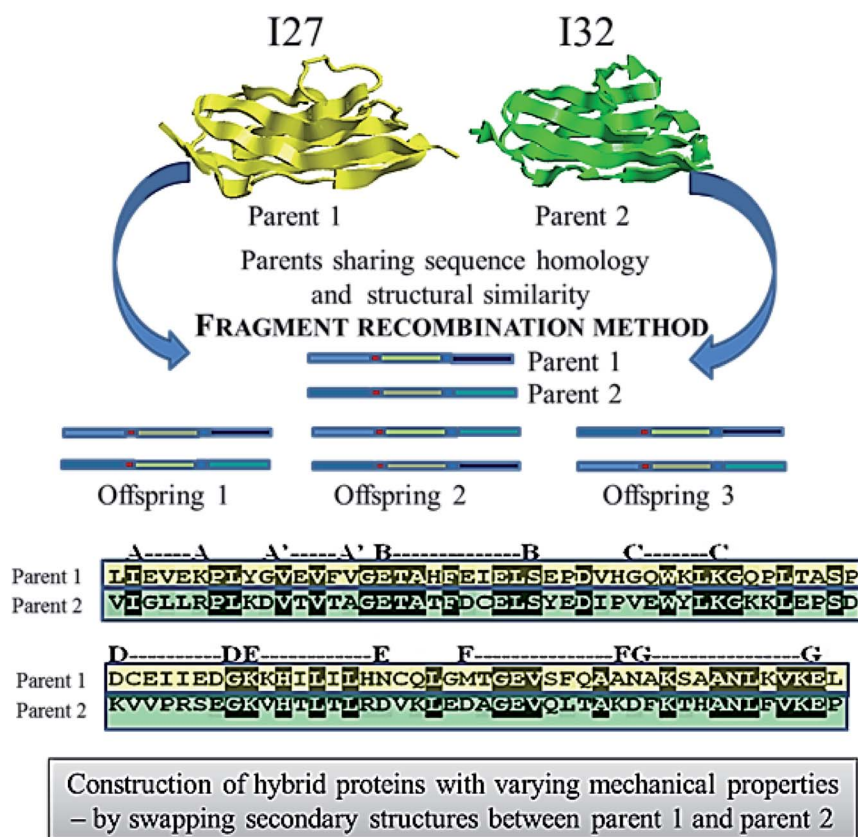 I27 I32
Parent 1 Parent 2
Parents sharing sequence homology
and structural similarity
FRAGMENT RECOMBINATION METHOD
Parent 1
Parent 2
Offspring 1 Offspring 2 Offspring 3
A-----A A'-----A' B-------------B C-------C
Parent 1 LIEVEKPLYGVEVFVGETAHFEIELSEPDVHGQWKLKGQPLTASP
Parent 2 VIGLLRPLKDVTVTAGETATFDCELSYEDIPVEWYLKGKKLEPSD
D----------DE----------E F-------------FG--------------G
Parent 1 DCEIIEDGKKHILILHNCQLGMTGEVSFQAANAKSAANLKVKEL
Parent 2 KVVPRSEGKVHTLTLRDVKLEDAGEVQLTAKDFKTHANLFVKEP
Construction of hybrid proteins with varying mechanical properties
– by swapping secondary structures between parent 1 and parent 2